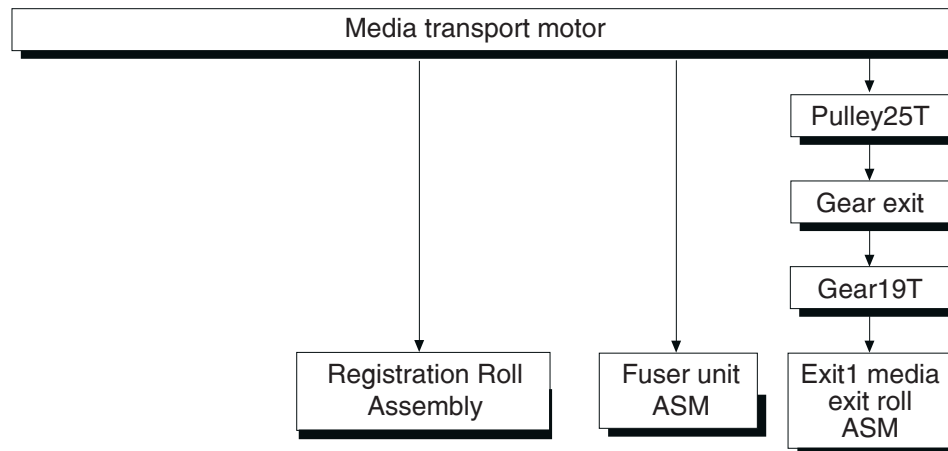 Media transport motor
Pulley25T
Gear exit
Gear19T
Registration Roll
Assembly
Fuser unit
ASM
Exit1 media
exit roll
ASM